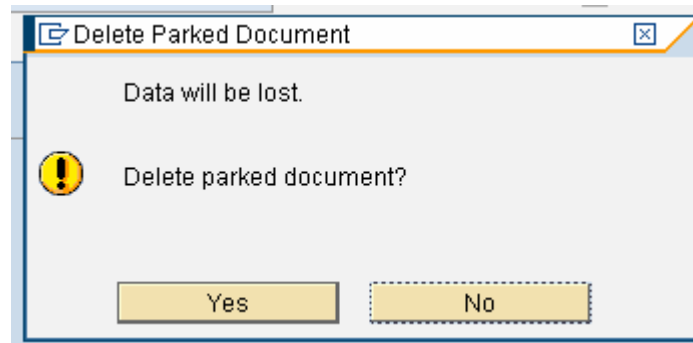 Delete Parked Document
Data will be lost.
Delete parked document?
Yes
No